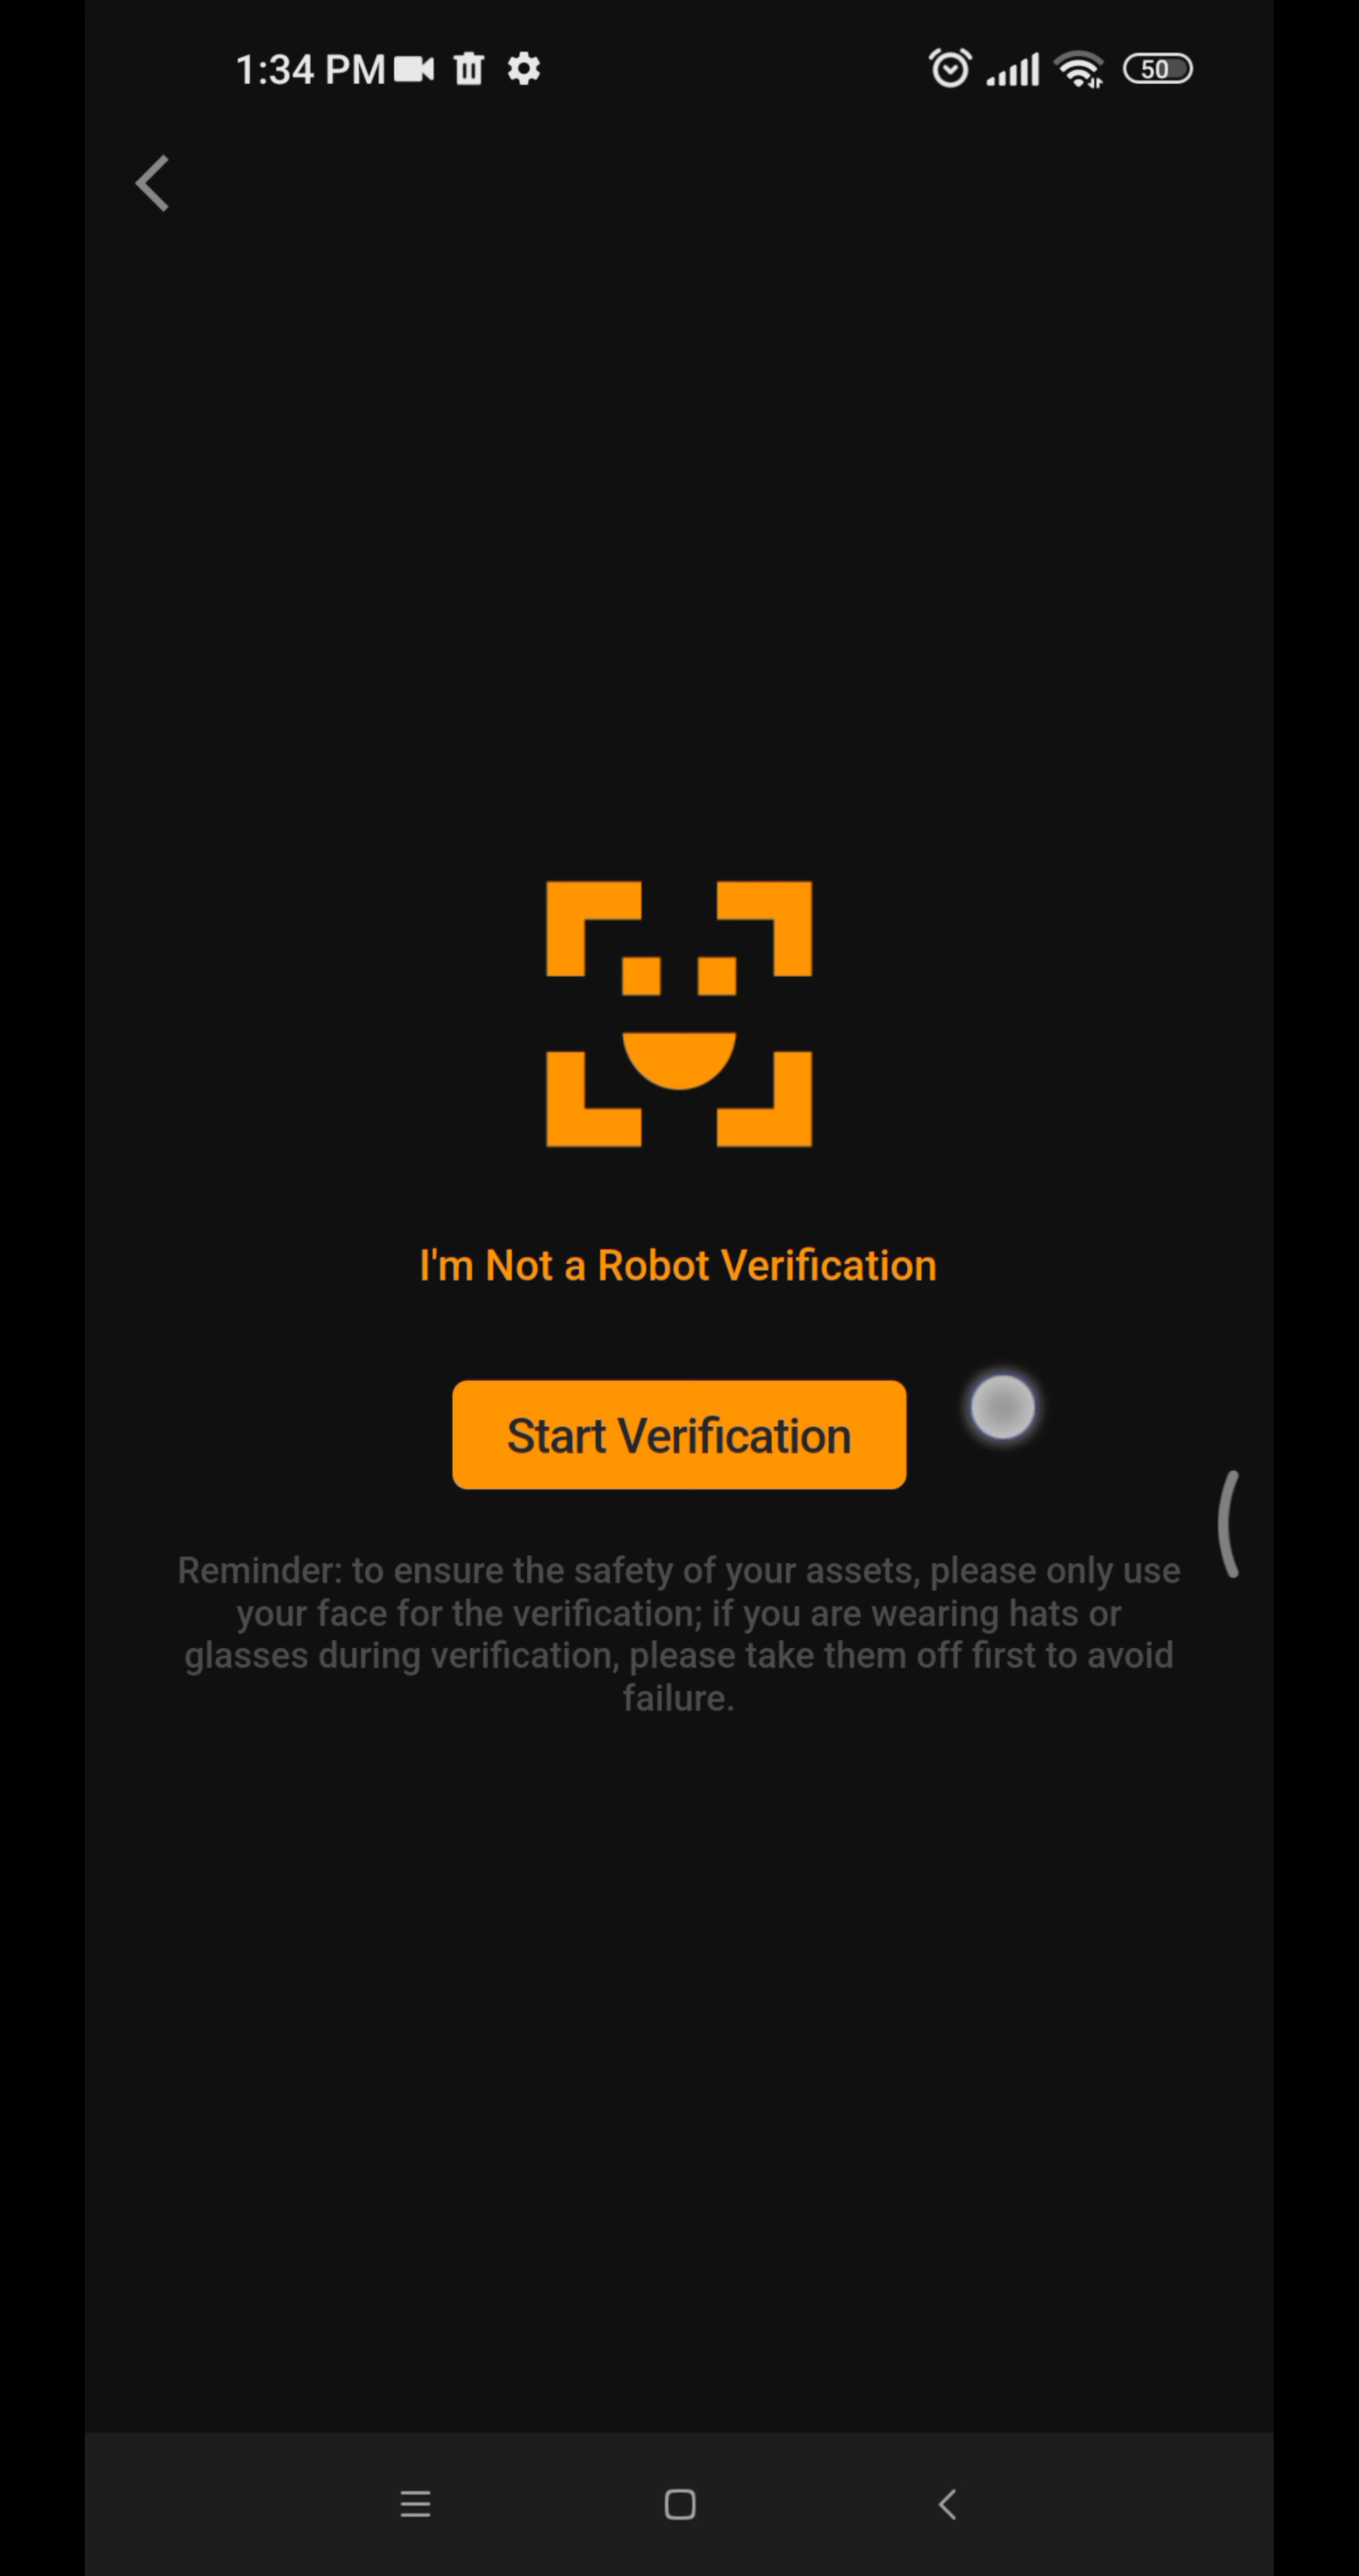 1:34 PM
50
I'm Not a Robot Verification
Start Verification
Reminder: to ensure the safety of your assets, please only use
your face for the verification; if you are wearing hats or
glasses during verification, please take them off first to avoid
failure.